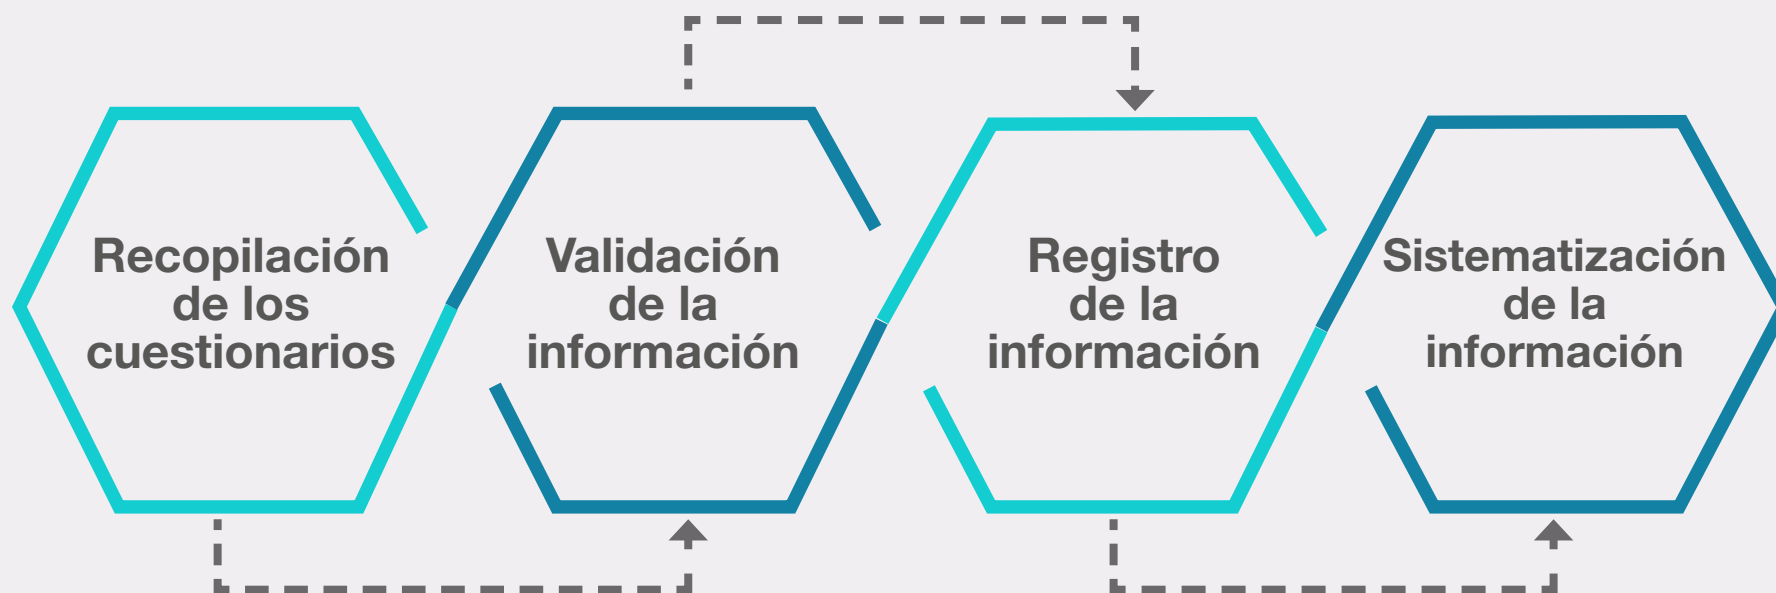 Recopilación
de los
cuestionarios
Validación
de la
información
Registro
de la
información
Sistematización
de la
información